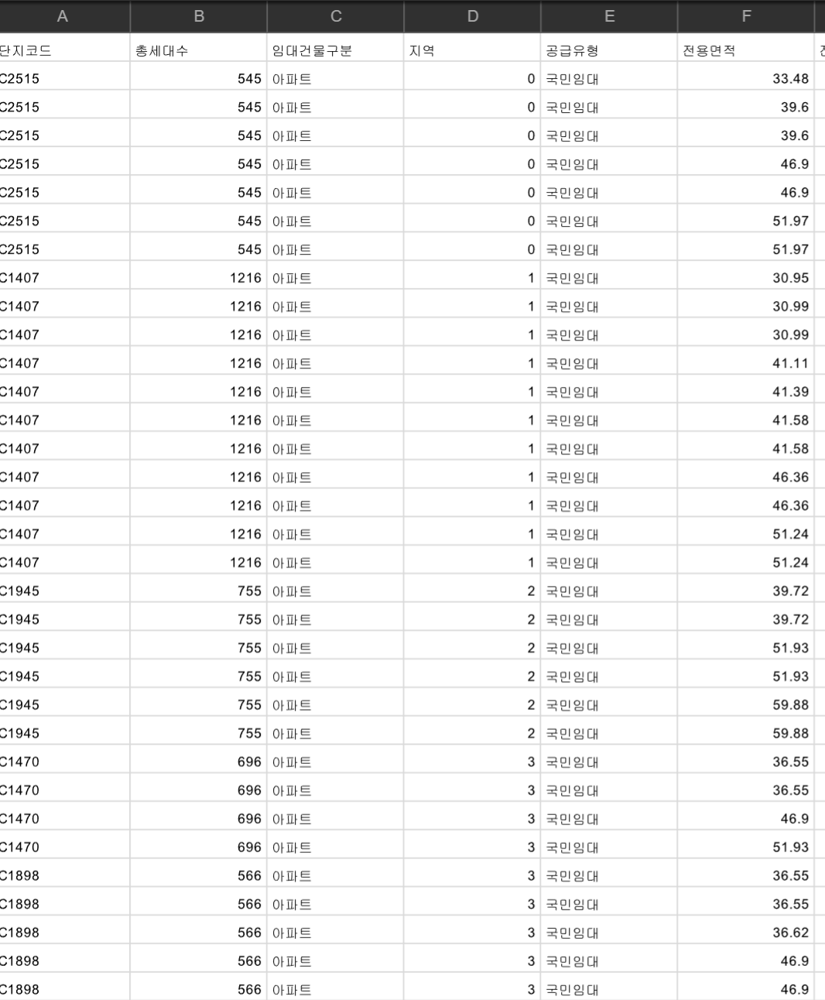 A B C D E F
단지코드 총세대수 임대건물구분 지역 공급유형 전용면적
C2515 545 아파트 0 국민임대 33.48
C2515 545 아파트 0 국민임대 39.6
C2515 545 아파트 0 국민임대 39.6
C2515 545 아파트 0 국민임대 46.9
C2515 545 아파트 0 국민임대 46.9
C2515 545 아파트 0 국민임대 51.97
C2515 545 아파트 0 국민임대 51.97
C1407 1216 아파트 1 국민임대 30.95
C1407 1216 아파트 1 국민임대 30.99
C1407 1216 아파트 1 국민임대 30.99
C1407 1216 아파트 1 국민임대 41.11
C1407 1216 아파트 1 국민임대 41.39
C1407 1216 아파트 1 국민임대 41.58
C1407 1216 아파트 1 국민임대 41.58
C1407 1216 아파트 1 국민임대 46.36
C1407 1216 아파트 1 국민임대 46.36
C1407 1216 아파트 1 국민임대 51.24
C1407 1216 아파트 1 국민임대 51.24
C1945 755 아파트 2 국민임대 39.72
C1945 755 아파트 2 국민임대 39.72
C1945 755 아파트 2 국민임대 51.93
C1945 755 아파트 2 국민임대 51.93
C1945 755 아파트 2 국민임대 59.88
C1945 755 아파트 2 국민임대 59.88
C1470 696 아파트 3 국민임대 36.55
C1470 696 아파트 3 국민임대 36.55
C1470 696 아파트 3 국민임대 46.9
C1470 696 아파트 3 국민임대 51.93
C1898 566 아파트 3 국민임대 36.55
C1898 566 아파트 3 국민임대 36.55
C1898 566 아파트 3 국민임대 36.62
C1898 566 아파트 3 국민임대 46.9
C1898 566 아파트 3 국민임대 46.9